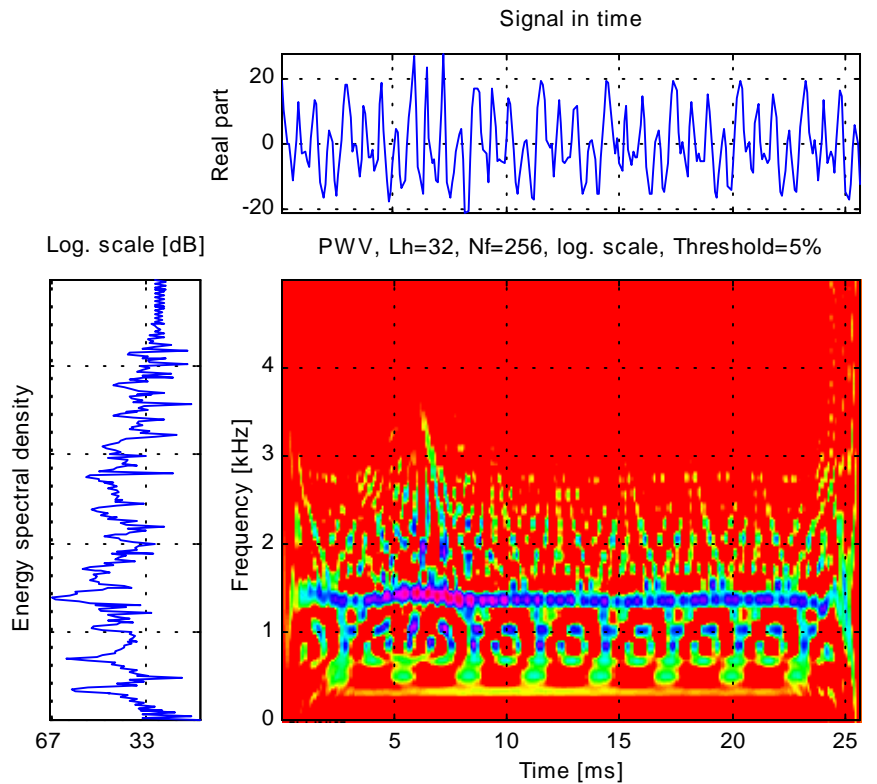 Signal in time
Real part
20
0
-20
Log. scale [dB]
PWV, Lh=32, Nf=256, log. scale, Threshold=5%
Energy spectral density
Frequency [kHz]
4
3
2
1
0
67
33
5
10
15
20
25
Time [ms]